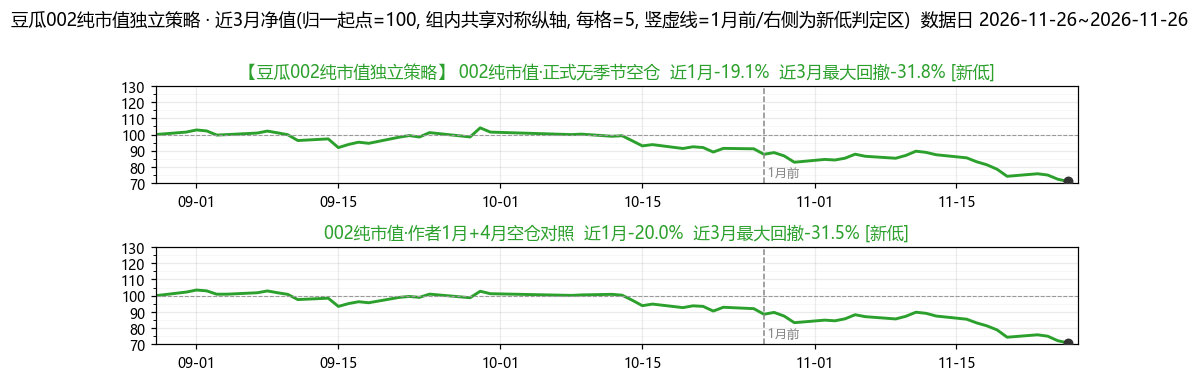 豆瓜002纯市值独立策略 · 近3月净值(归一起点=100, 组内共享对称纵轴, 每格=5, 竖虚线=1月前/右侧为新低判定区)  数据日 2026-11-26~2026-11-26
【豆瓜002纯市值独立策略】 002纯市值·正式无季节空仓  近1月-19.1%  近3月最大回撤-31.8% [新低]
130
120
110
100
90
80
70
1月前
09-01 09-15 10-01 10-15 11-01 11-15
002纯市值·作者1月+4月空仓对照  近1月-20.0%  近3月最大回撤-31.5% [新低]
130
120
110
100
90
80
70
1月前
09-01 09-15 10-01 10-15 11-01 11-15